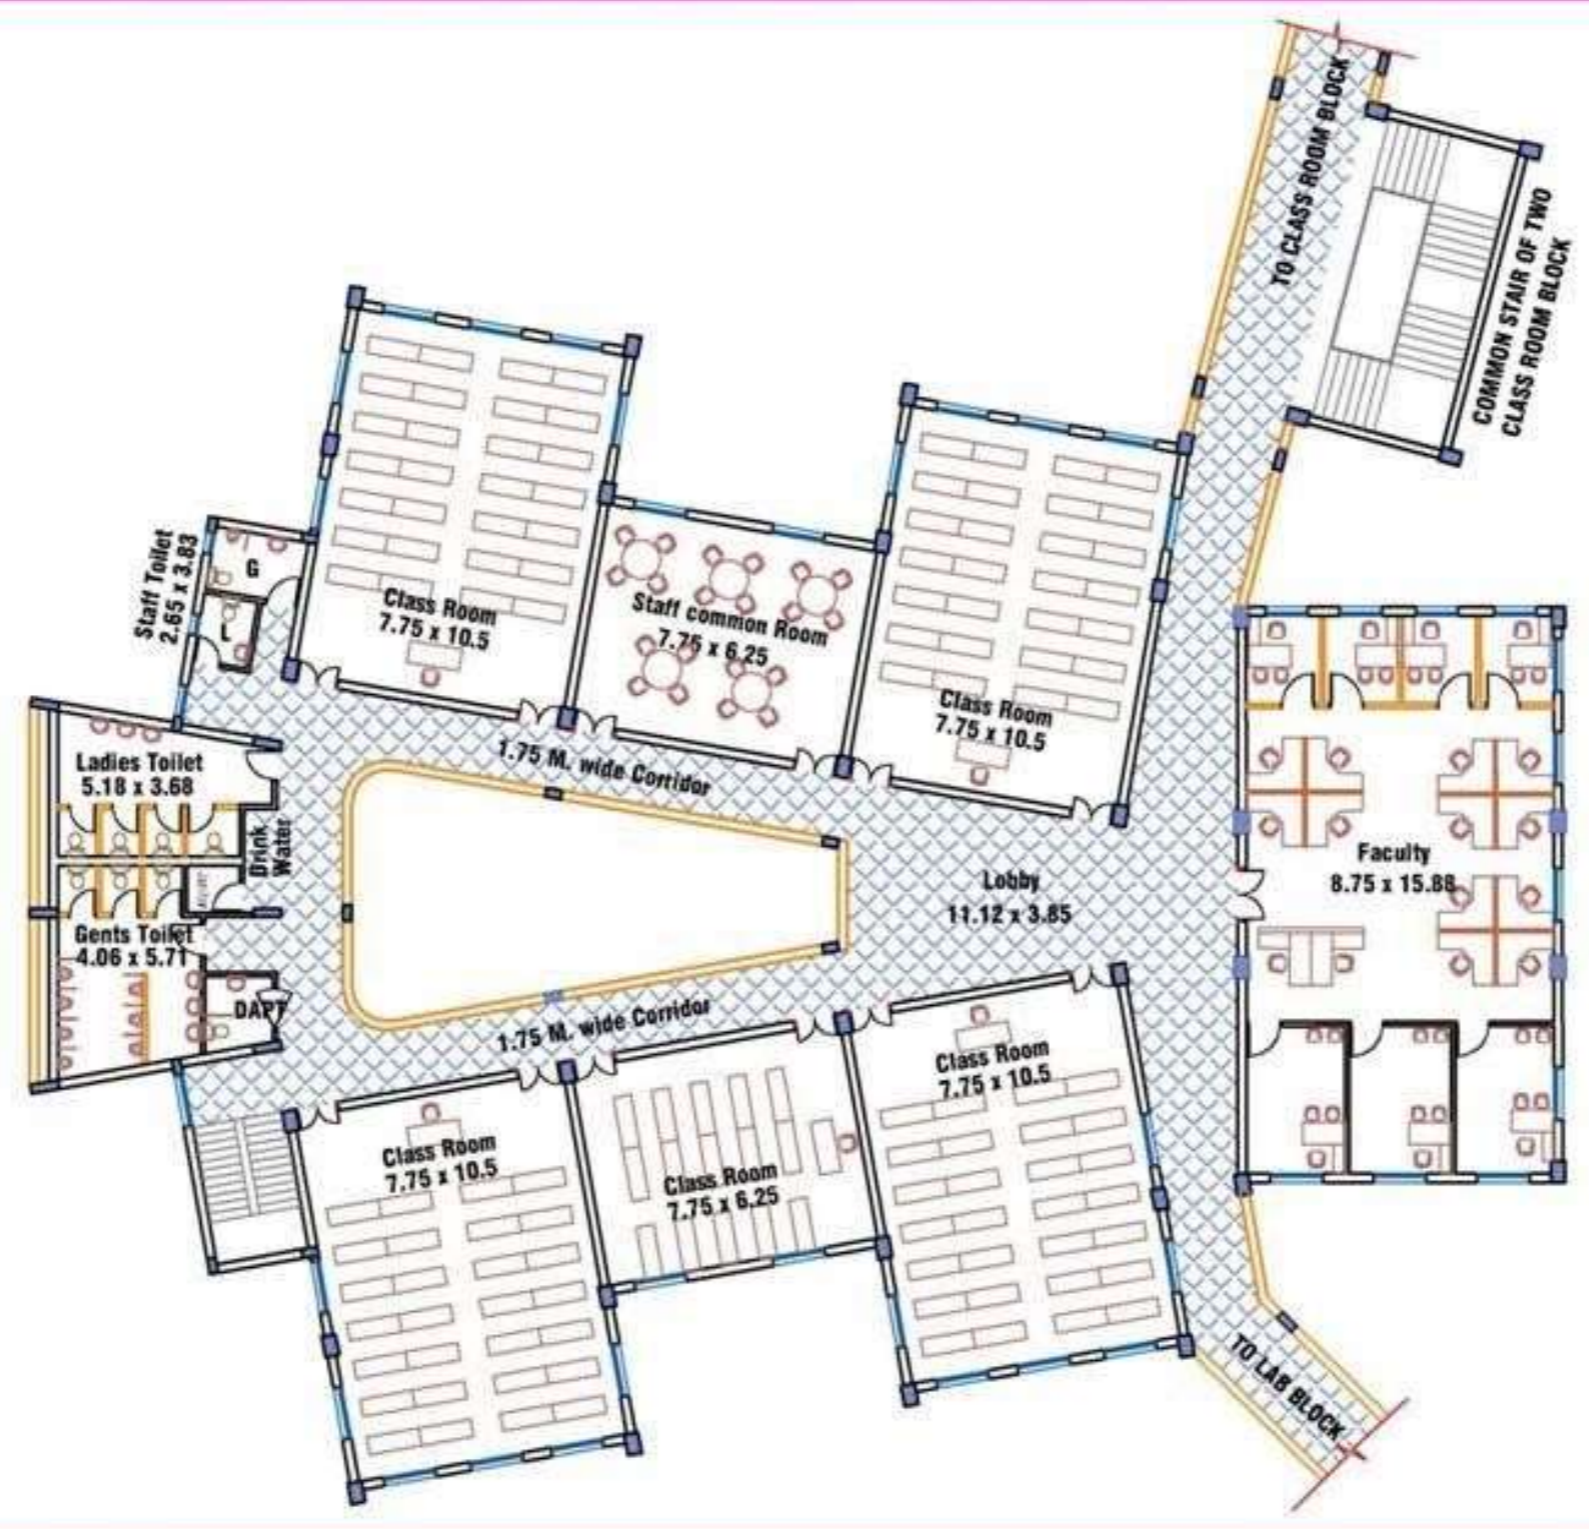 TO CLASS ROOM BLOCK
COMMON STAIR OF TWO
CLASS ROOM BLOCK
Staff Toilet
2.65 x 3.83
G
L
Class Room
7.75 x 10.5
Staff common Room
7.75 x 6.25
Class Room
7.75 x 10.5
Ladies Toilet
5.18 x 3.68
Drink
Water
1.75 M. wide Corridor
Lobby
11.12 x 3.85
Faculty
8.75 x 15.88
Gents Toilet
4.06 x 5.71
1.75 M. wide Corridor
Class Room
7.75 x 10.5
Class Room
7.75 x 10.5
Class Room
7.75 x 6.25
TO LAB BLOCK